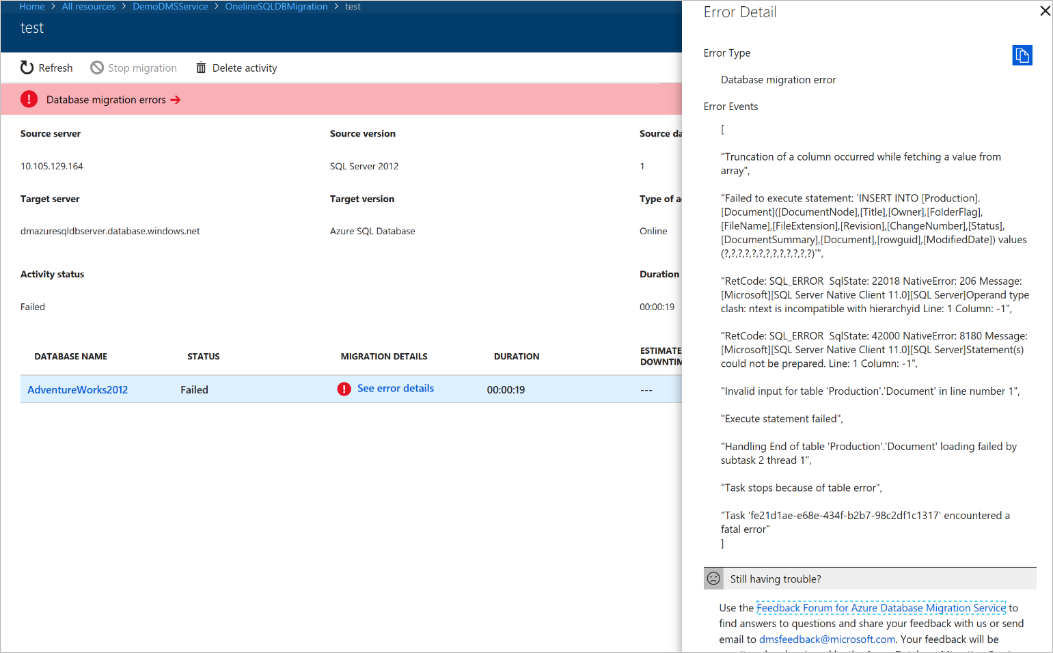 Home > All resources > DemoDMSService > OnelineSQLDBMigration > test
test
Refresh Stop migration Delete activity
Database migration errors →
Source server Source version Source da
10.105.129.164 SQL Server 2012 1
Target server Target version Type of a
dmazuresqldbserver.database.windows.net Azure SQL Database Online
Activity status Duration
Failed 00:00:19
DATABASE NAME STATUS MIGRATION DETAILS DURATION ESTIMATE
DOWNTIM
AdventureWorks2012 Failed See error details 00:00:19 ---
Error Detail
Error Type
Database migration error
Error Events
[
"Truncation of a column occurred while fetching a value from
array",
"Failed to execute statement: 'INSERT INTO [Production].
[Document]([DocumentNode],[Title],[Owner],[FolderFlag],
[FileName],[FileExtension],[Revision],[ChangeNumber],[Status],
[DocumentSummary],[Document],[rowguid],[ModifiedDate]) values
(?,?,?,?,?,?,?,?,?,?,?,?,?)'",
"RetCode: SQL_ERROR SqlState: 22018 NativeError: 206 Message:
[Microsoft][SQL Server Native Client 11.0][SQL Server]Operand type
clash: ntext is incompatible with hierarchyid Line: 1 Column: -1",
"RetCode: SQL_ERROR SqlState: 42000 NativeError: 8180 Message:
[Microsoft][SQL Server Native Client 11.0][SQL Server]Statement(s)
could not be prepared. Line: 1 Column: -1",
"Invalid input for table 'Production'.'Document' in line number 1",
"Execute statement failed",
"Handling End of table 'Production'.'Document' loading failed by
subtask 2 thread 1",
"Task stops because of table error",
"Task 'fe21d1ae-e68e-434f-b2b7-98c2df1c1317' encountered a
fatal error"
]
Still having trouble?
Use the Feedback Forum for Azure Database Migration Service to
find answers to questions and share your feedback with us or send
email to dmsfeedback@microsoft.com. Your feedback will be